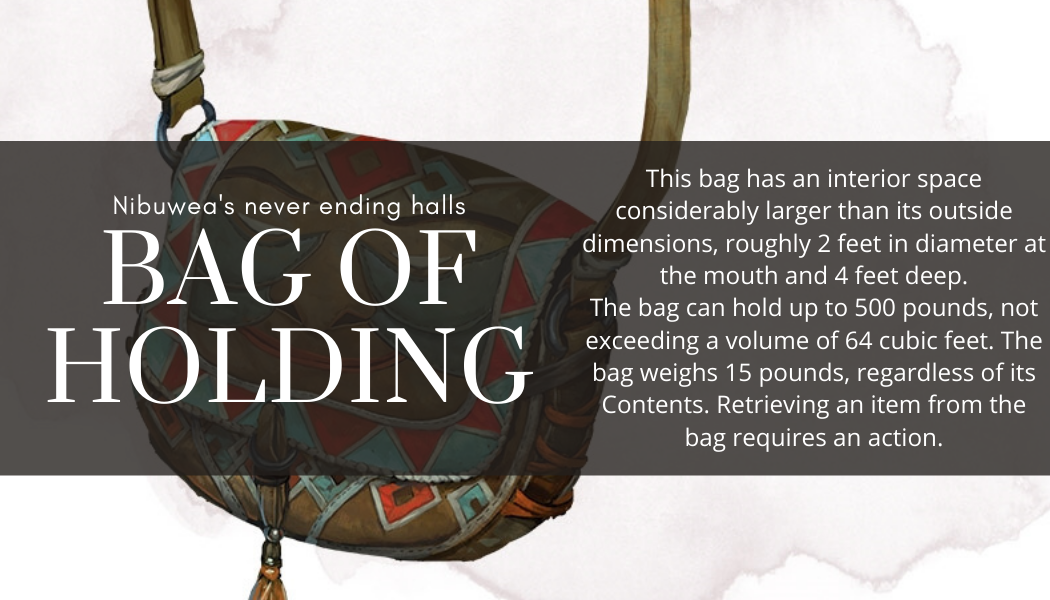 Nibuwea's never ending halls
BAG OF
HOLDING
This bag has an interior space
considerably larger than its outside
dimensions, roughly 2 feet in diameter at
the mouth and 4 feet deep.
The bag can hold up to 500 pounds, not
exceeding a volume of 64 cubic feet. The
bag weighs 15 pounds, regardless of its
Contents. Retrieving an item from the
bag requires an action.